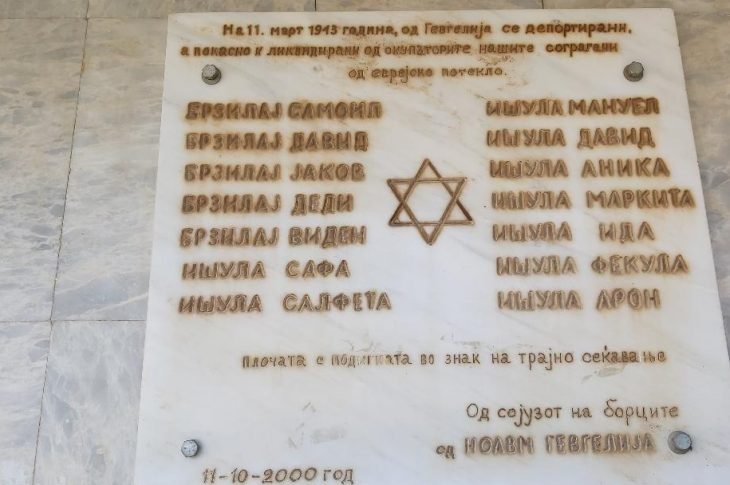 На 11. март 1943 година, од Гевгелија се депортирани,
а покасно и ликвидирани од окупаторите нашите сограѓани
од еврејско потекло.
БРЗИЛАЈ САМОИЛ
БРЗИЛАЈ ДАВИД
БРЗИЛАЈ ЈАКОВ
БРЗИЛАЈ ДЕДИ
БРЗИЛАЈ ВИДЕН
ИШУЛА САФА
ИШУЛА САЛФЕТА
ИШУЛА МАНУЕЛ
ИШУЛА ДАВИД
ИШУЛА АНИКА
ИШУЛА МАРКИТА
ИШУЛА ИДА
ИШУЛА ФЕКУЛА
ИШУЛА АРОН
плочата е подигната во знак на трајно сеќавање
Од сојузот на борците
од НОАВМ ГЕВГЕЛИЈА
11-10-2000 год